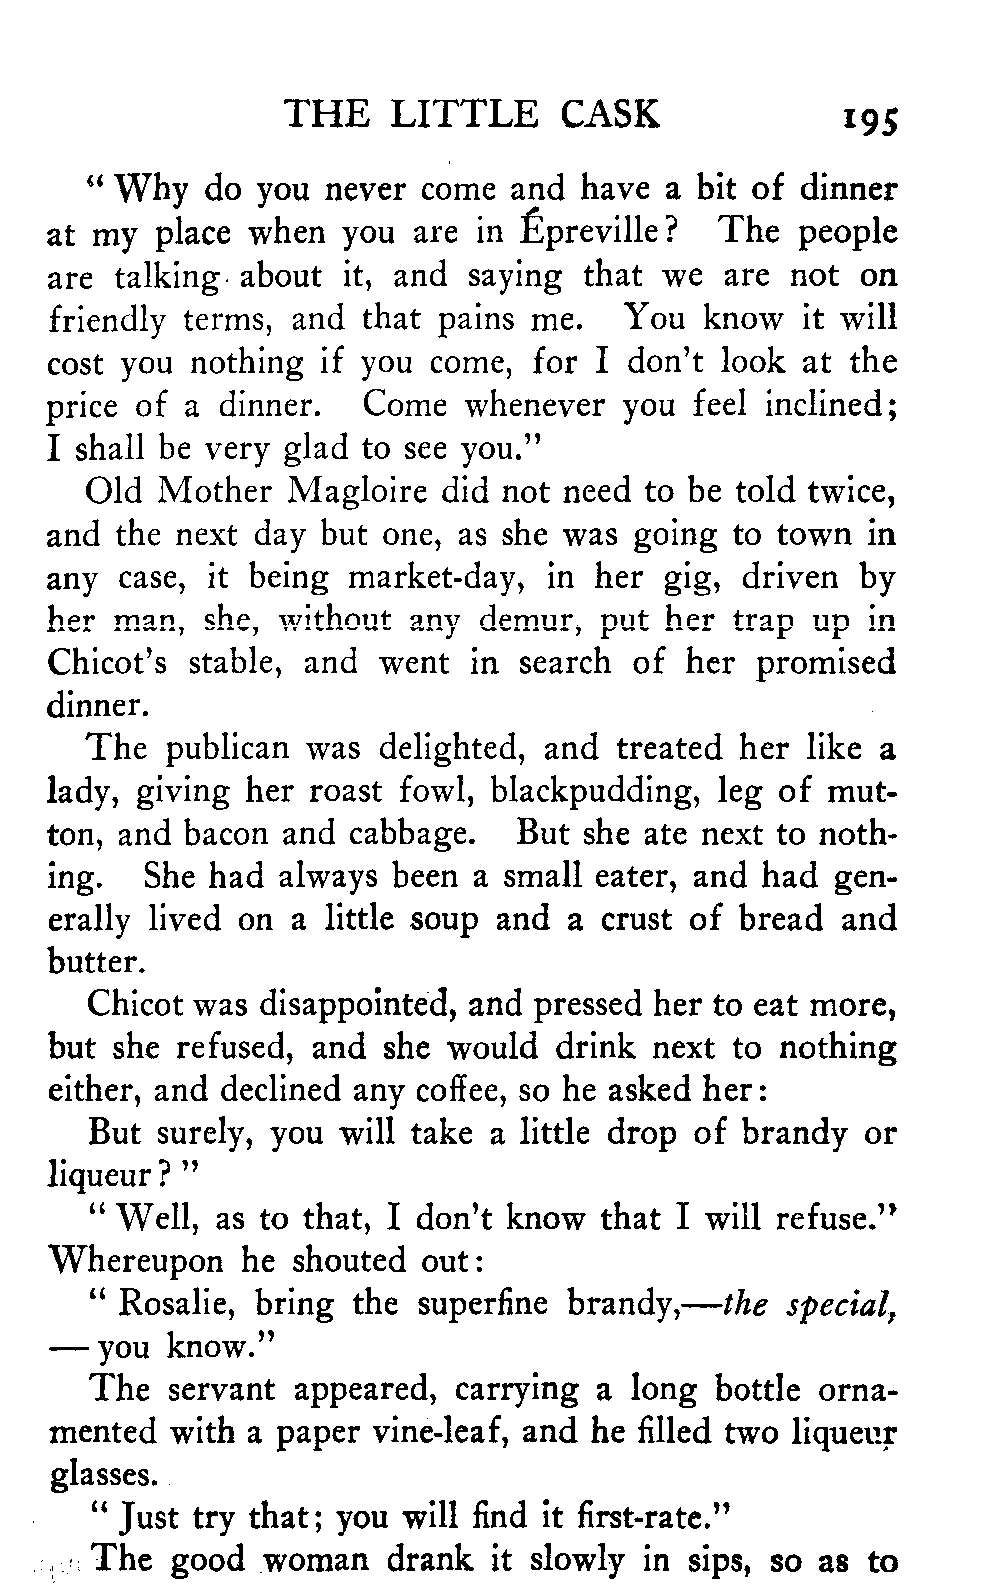 THE LITTLE CASK 195
“ Why do you never come and have a bit of dinner
at my place when you are in Épreville? The people
are talking about it, and saying that we are not on
friendly terms, and that pains me. You know it will
cost you nothing if you come, for I don’t look at the
price of a dinner. Come whenever you feel inclined;
I shall be very glad to see you.”
Old Mother Magloire did not need to be told twice,
and the next day but one, as she was going to town in
any case, it being market-day, in her gig, driven by
her man, she, without any demur, put her trap up in
Chicot’s stable, and went in search of her promised
dinner.
The publican was delighted, and treated her like a
lady, giving her roast fowl, blackpudding, leg of mut-
ton, and bacon and cabbage. But she ate next to noth-
ing. She had always been a small eater, and had gen-
erally lived on a little soup and a crust of bread and
butter.
Chicot was disappointed, and pressed her to eat more,
but she refused, and she would drink next to nothing
either, and declined any coffee, so he asked her:
But surely, you will take a little drop of brandy or
liqueur? ”
“ Well, as to that, I don’t know that I will refuse.”
Whereupon he shouted out:
“ Rosalie, bring the superfine brandy,—the special,
— you know.”
The servant appeared, carrying a long bottle orna-
mented with a paper vine-leaf, and he filled two liqueur
glasses.
“ Just try that; you will find it first-rate.”
The good woman drank it slowly in sips, so as to